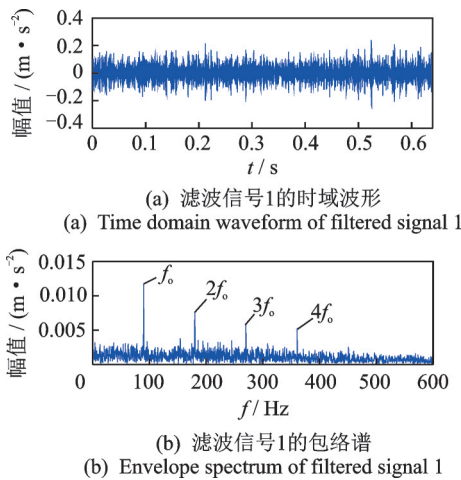 幅值 / (m • s⁻²)
0.4
0.2
0
−0.2
−0.4
0 0.1 0.2 0.3 0.4 0.5 0.6
t / s
(a) 滤波信号1的时域波形
(a) Time domain waveform of filtered signal 1
幅值 / (m • s⁻²)
0.015
0.010
0.005
fₒ
2fₒ
3fₒ
4fₒ
0 100 200 300 400 500 600
f / Hz
(b) 滤波信号1的包络谱
(b) Envelope spectrum of filtered signal 1